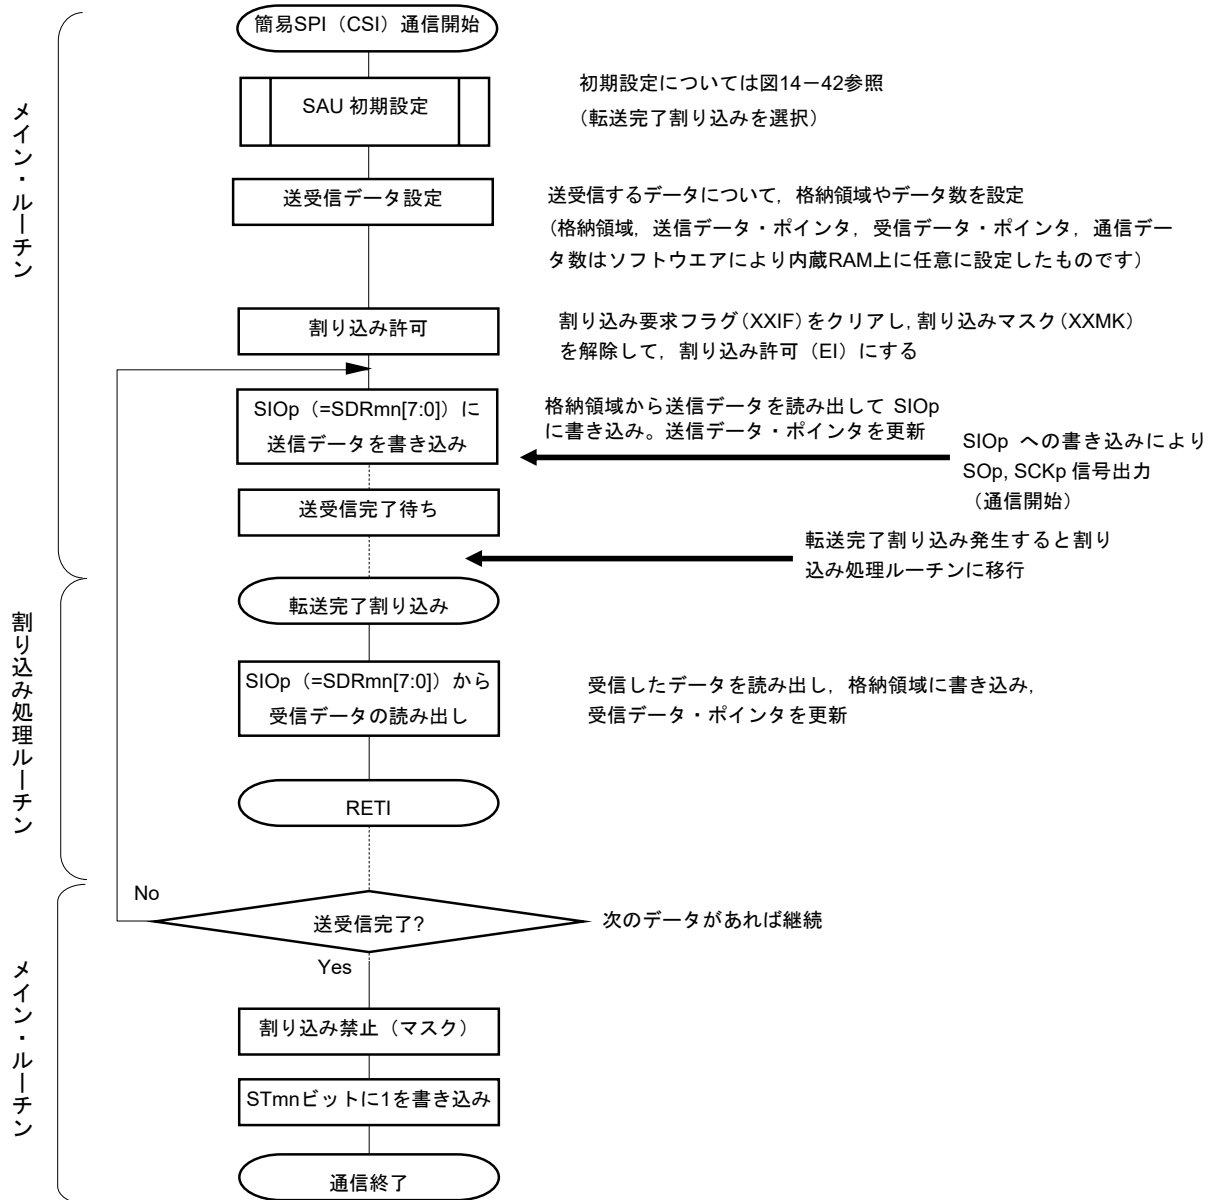 簡易SPI（CSI）通信開始
SAU 初期設定
初期設定については図14－42参照
（転送完了割り込みを選択）
メイン・ルーチン
送受信データ設定
送受信するデータについて，格納領域やデータ数を設定
（格納領域，送信データ・ポインタ，受信データ・ポインタ，通信デー
タ数はソフトウエアにより内蔵RAM上に任意に設定したものです）
割り込み許可
割り込み要求フラグ（XXIF）をクリアし，割り込みマスク（XXMK）
を解除して，割り込み許可（EI）にする
SIOp（=SDRmn[7:0]）に
送信データを書き込み
格納領域から送信データを読み出して SIOp
に書き込み。送信データ・ポインタを更新
SIOp への書き込みにより
SOp, SCKp 信号出力
（通信開始）
送受信完了待ち
転送完了割り込み発生すると割り
込み処理ルーチンに移行
割り込み処理ルーチン
転送完了割り込み
SIOp（=SDRmn[7:0]）から
受信データの読み出し
受信したデータを読み出し，格納領域に書き込み，
受信データ・ポインタを更新
RETI
No
送受信完了?
次のデータがあれば継続
Yes
メイン・ルーチン
割り込み禁止（マスク）
STmnビットに1を書き込み
通信終了